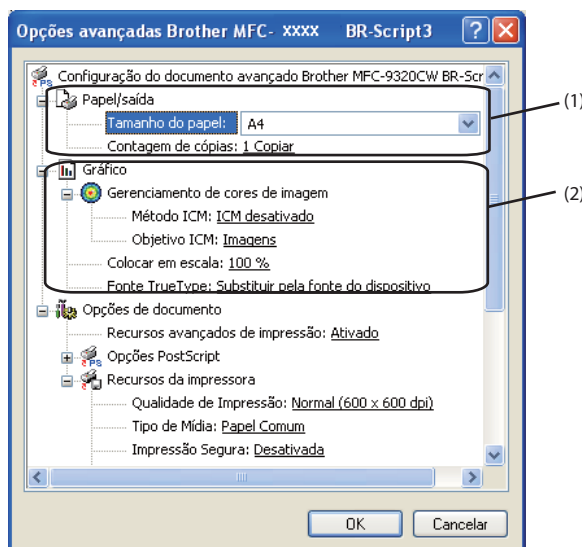 Opções avançadas Brother MFC- xxxx BR-Script3
Configuração do documento avançado Brother MFC-9320CW BR-Scr
Papel/saída
Tamanho do papel: A4
Contagem de cópias: 1 Copiar
(1)
Gráfico
Gerenciamento de cores de imagem
(2)
Método ICM: ICM desativado
Objetivo ICM: Imagens
Colocar em escala: 100 %
Fonte TrueType: Substituir pela fonte do dispositivo
Opções de documento
Recursos avançados de impressão: Ativado
PS Opções PostScript
Recursos da impressora
Qualidade de Impressão: Normal (600 x 600 dpi)
Tipo de Mídia: Papel Comum
Impressão Segura: Desativada
OK Cancelar